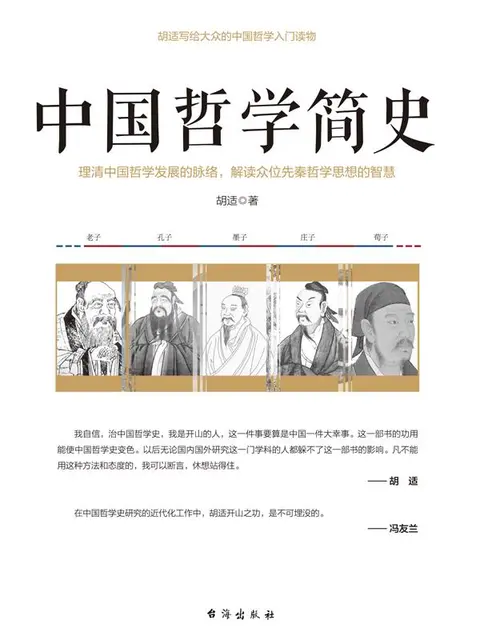 胡适写给大众的中国哲学入门读物
中国哲学简史
理清中国哲学发展的脉络，解读众位先秦哲学思想的智慧
胡适◎著
老子 孔子 墨子 庄子 荀子
我自信，治中国哲学史，我是开山的人，这一件事要算是中国一件大幸事。这一部书的功用
能使中国哲学史变色。以后无论国内国外研究这一门学科的人都躲不了这一部书的影响。凡不能
用这种方法和态度的，我可以断言，休想站得住。
——胡 适
在中国哲学史研究的近代化工作中，胡适开山之功，是不可埋没的。
——冯友兰
台海出版社